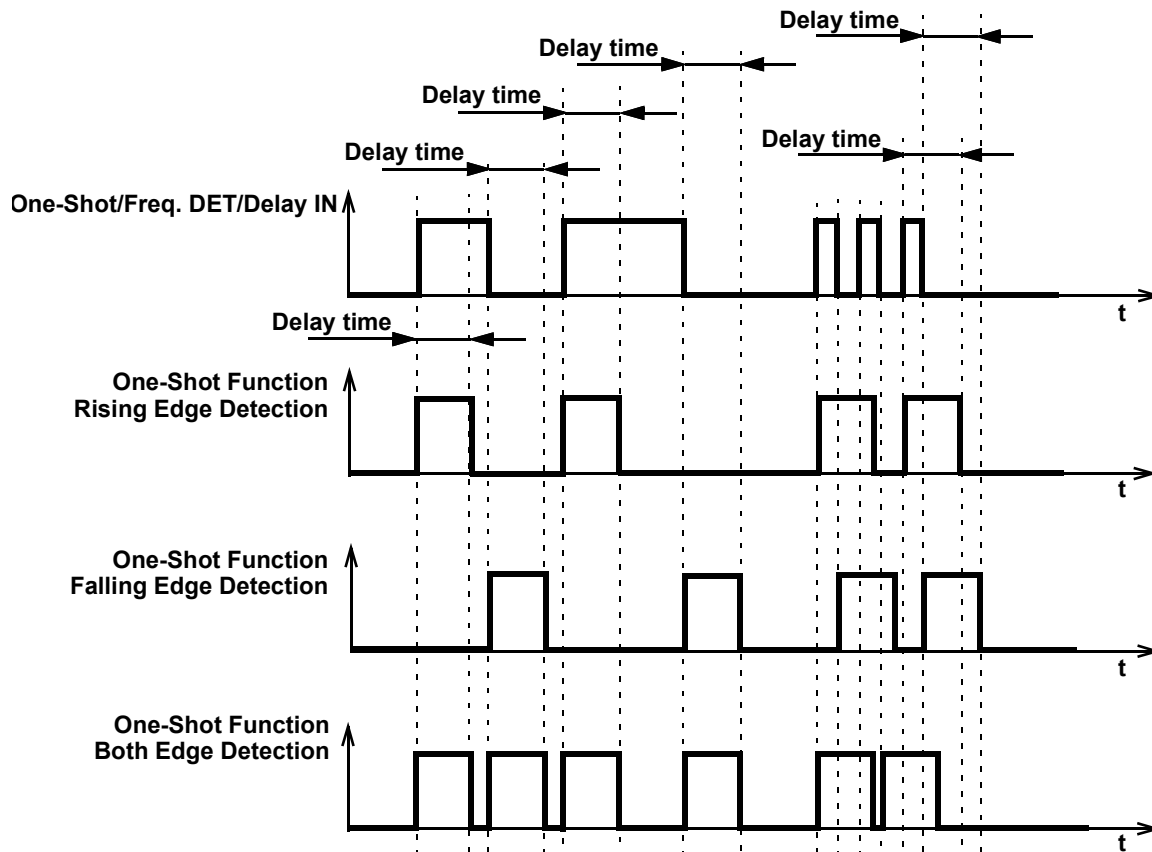 Delay time
Delay time
Delay time
Delay time
Delay time
One-Shot/Freq. DET/Delay IN
t
Delay time
One-Shot Function
Rising Edge Detection
t
One-Shot Function
Falling Edge Detection
t
One-Shot Function
Both Edge Detection
t